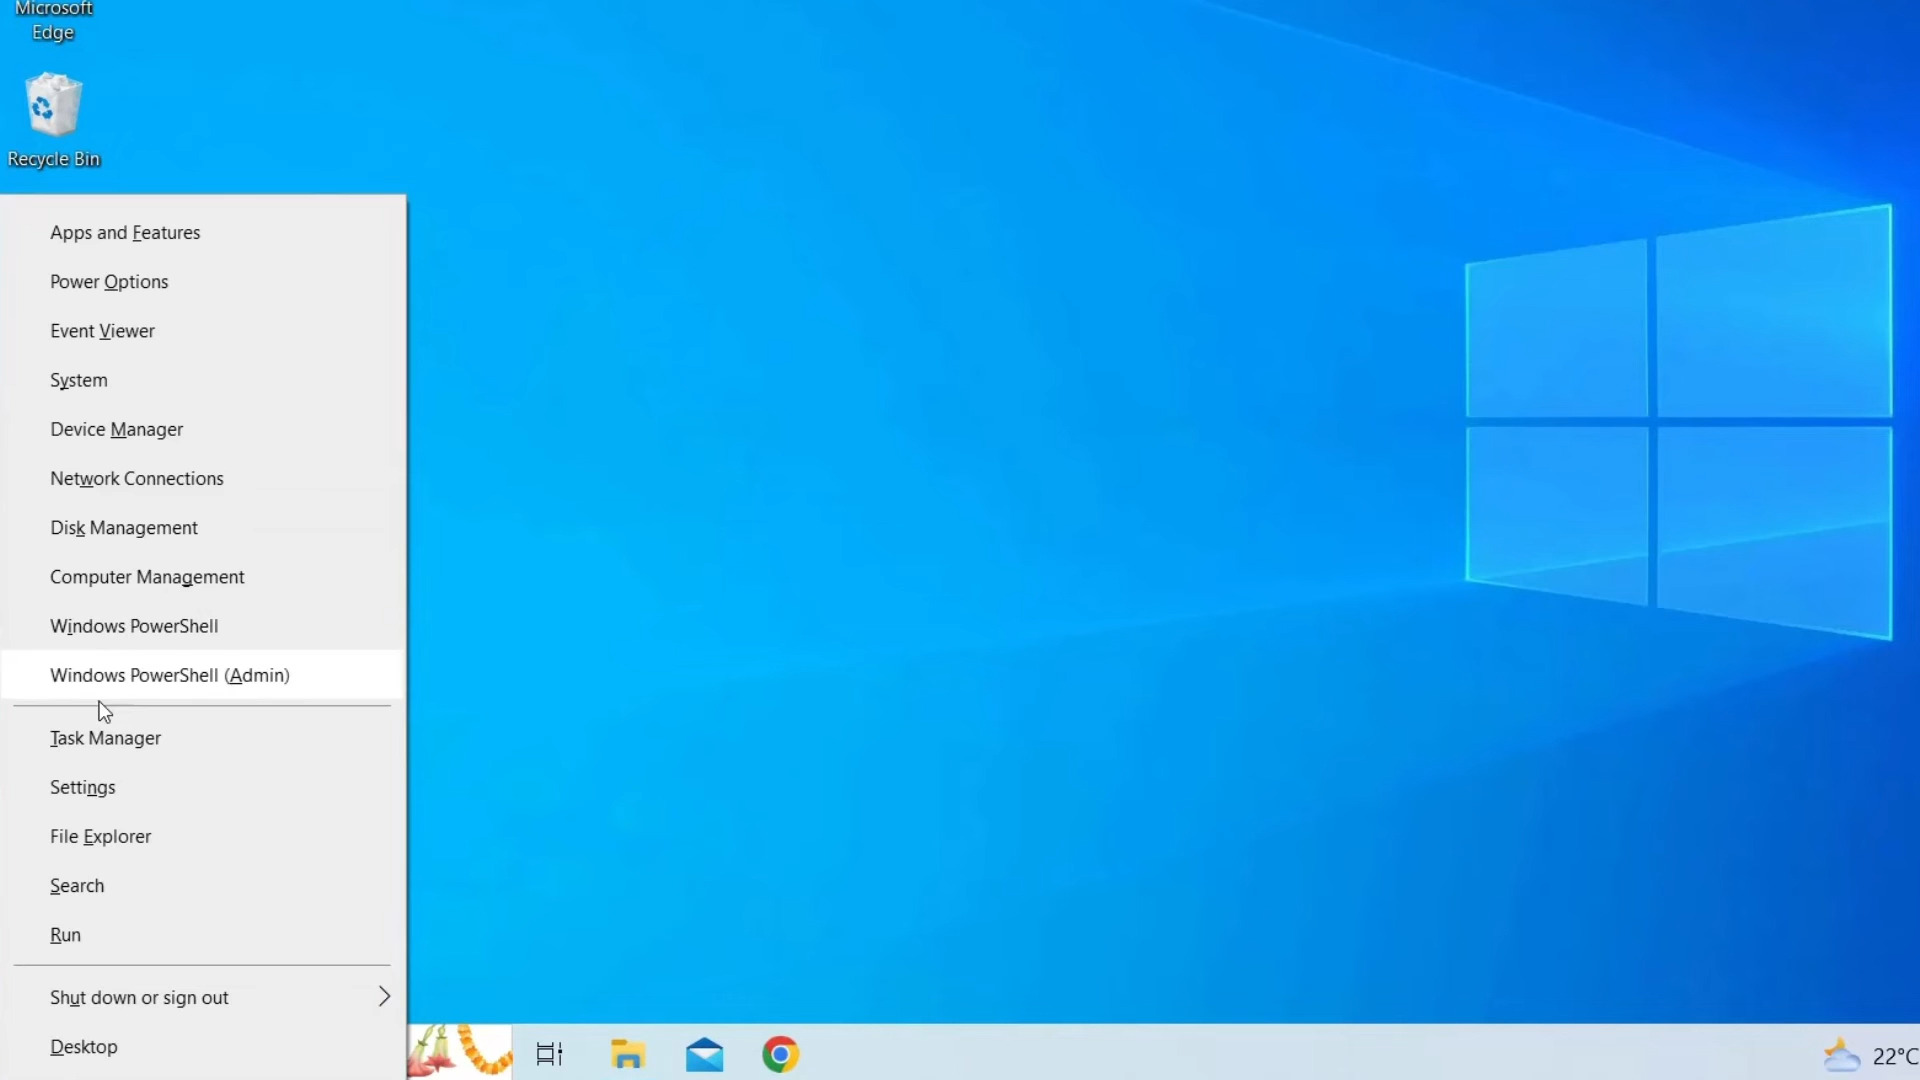 Microsoft
Edge
Recycle Bin
Apps and Features
Power Options
Event Viewer
System
Device Manager
Network Connections
Disk Management
Computer Management
Windows PowerShell
Windows PowerShell (Admin)
Task Manager
Settings
File Explorer
Search
Run
Shut down or sign out
Desktop
22°C